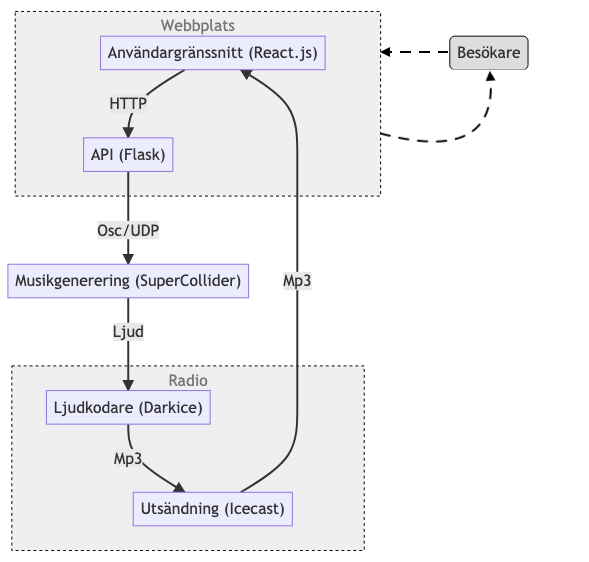 Webbplats
Användargränssnitt (React.js)
Besökare
HTTP
API (Flask)
Osc/UDP
Musikgenerering (SuperCollider)
Mp3
Ljud
Radio
Ljudkodare (Darkice)
Mp3
Utsändning (Icecast)